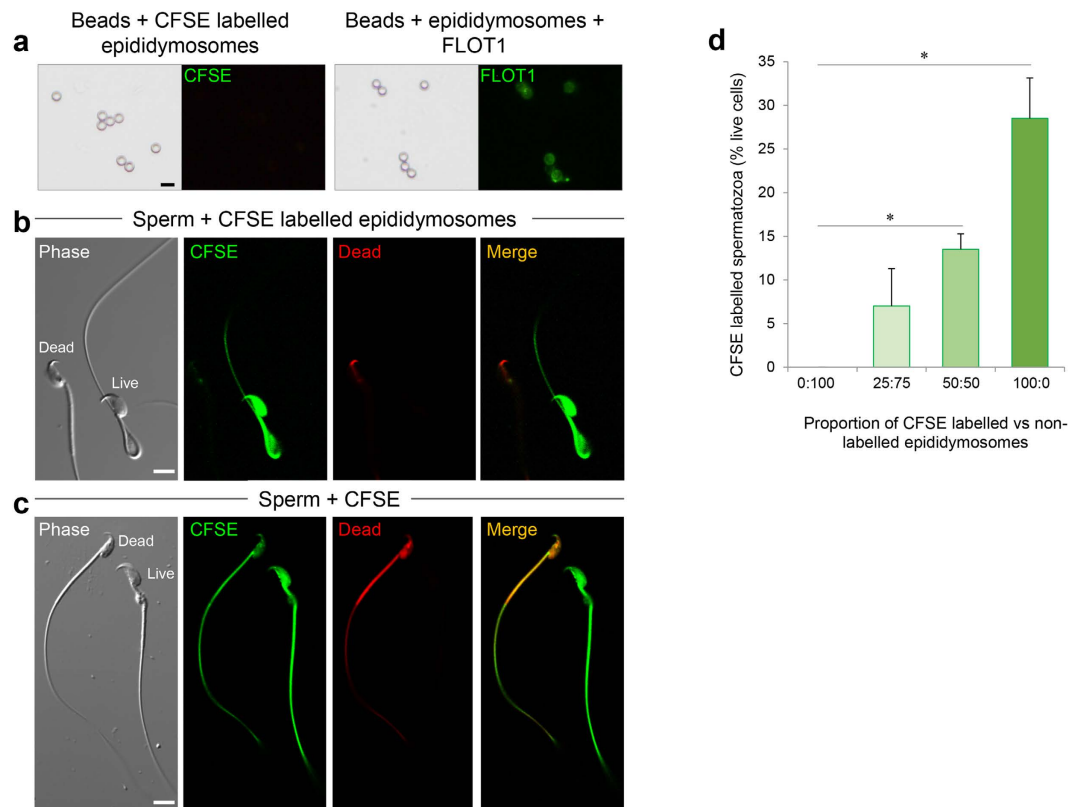 a
Beads + CFSE labelled
epididymosomes
Beads + epididymosomes +
FLOT1
CFSE
FLOT1
b
Sperm + CFSE labelled epididymosomes
Phase
CFSE
Dead
Merge
Dead
Live
c
Sperm + CFSE
Phase
CFSE
Dead
Merge
Dead
Live
d
CFSE labelled spermatozoa (% live cells)
35
30
25
20
15
10
5
0
*
*
0:100
25:75
50:50
100:0
Proportion of CFSE labelled vs non-
labelled epididymosomes